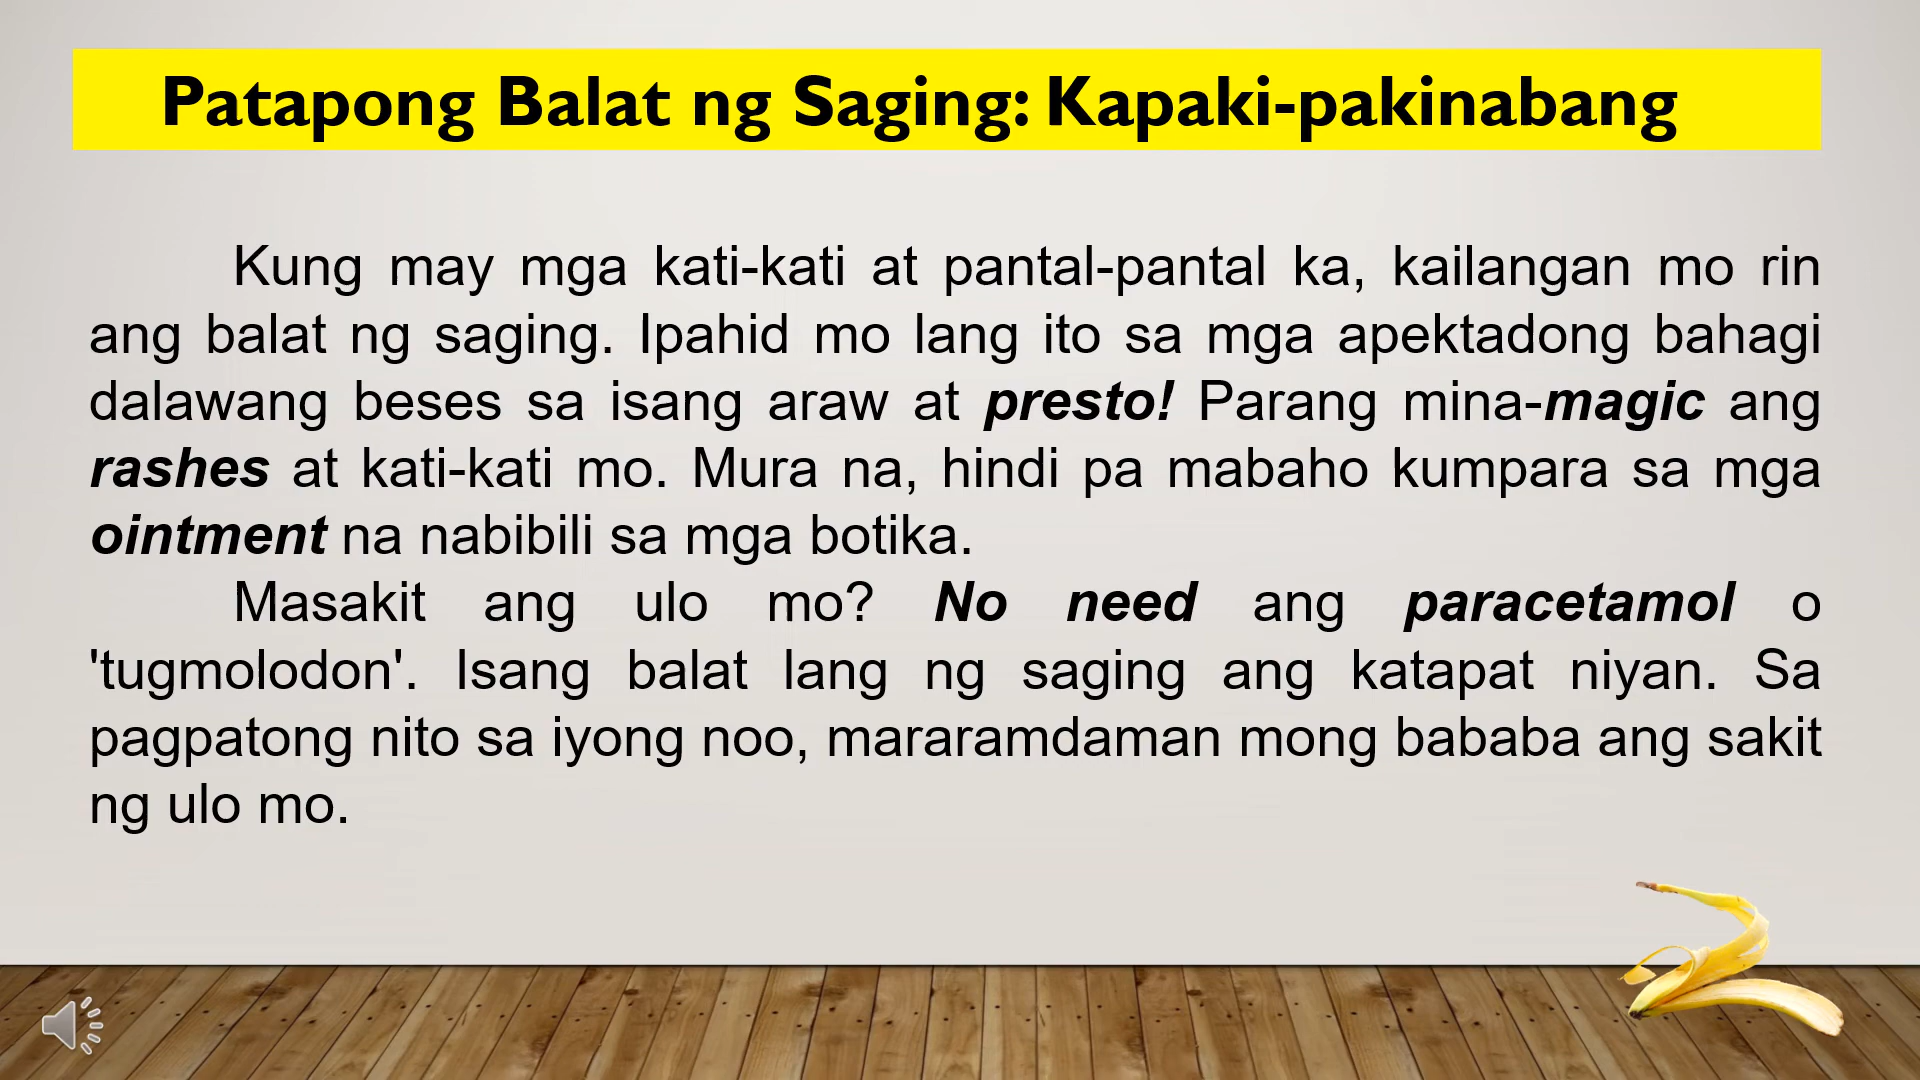 Patapong Balat ng Saging: Kapaki-pakinabang
Kung may mga kati-kati at pantal-pantal ka, kailangan mo rin
ang balat ng saging. Ipahid mo lang ito sa mga apektadong bahagi
dalawang beses sa isang araw at presto! Parang mina-magic ang
rashes at kati-kati mo. Mura na, hindi pa mabaho kumpara sa mga
ointment na nabibili sa mga botika.
Masakit ang ulo mo? No need ang paracetamol o
'tugmolodon'. Isang balat lang ng saging ang katapat niyan. Sa
pagpatong nito sa iyong noo, mararamdaman mong bababa ang sakit
ng ulo mo.